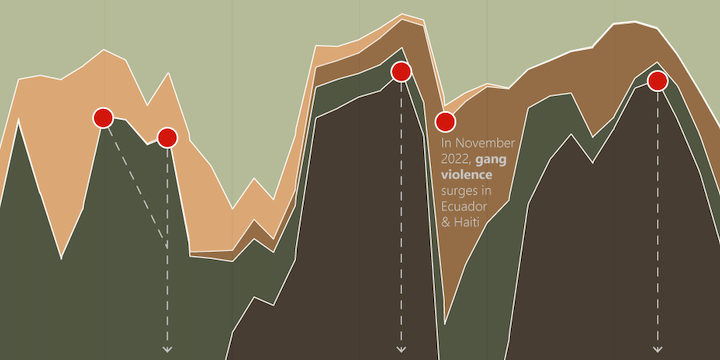 In November
2022, gang
violence
surges in
Ecuador
& Haiti